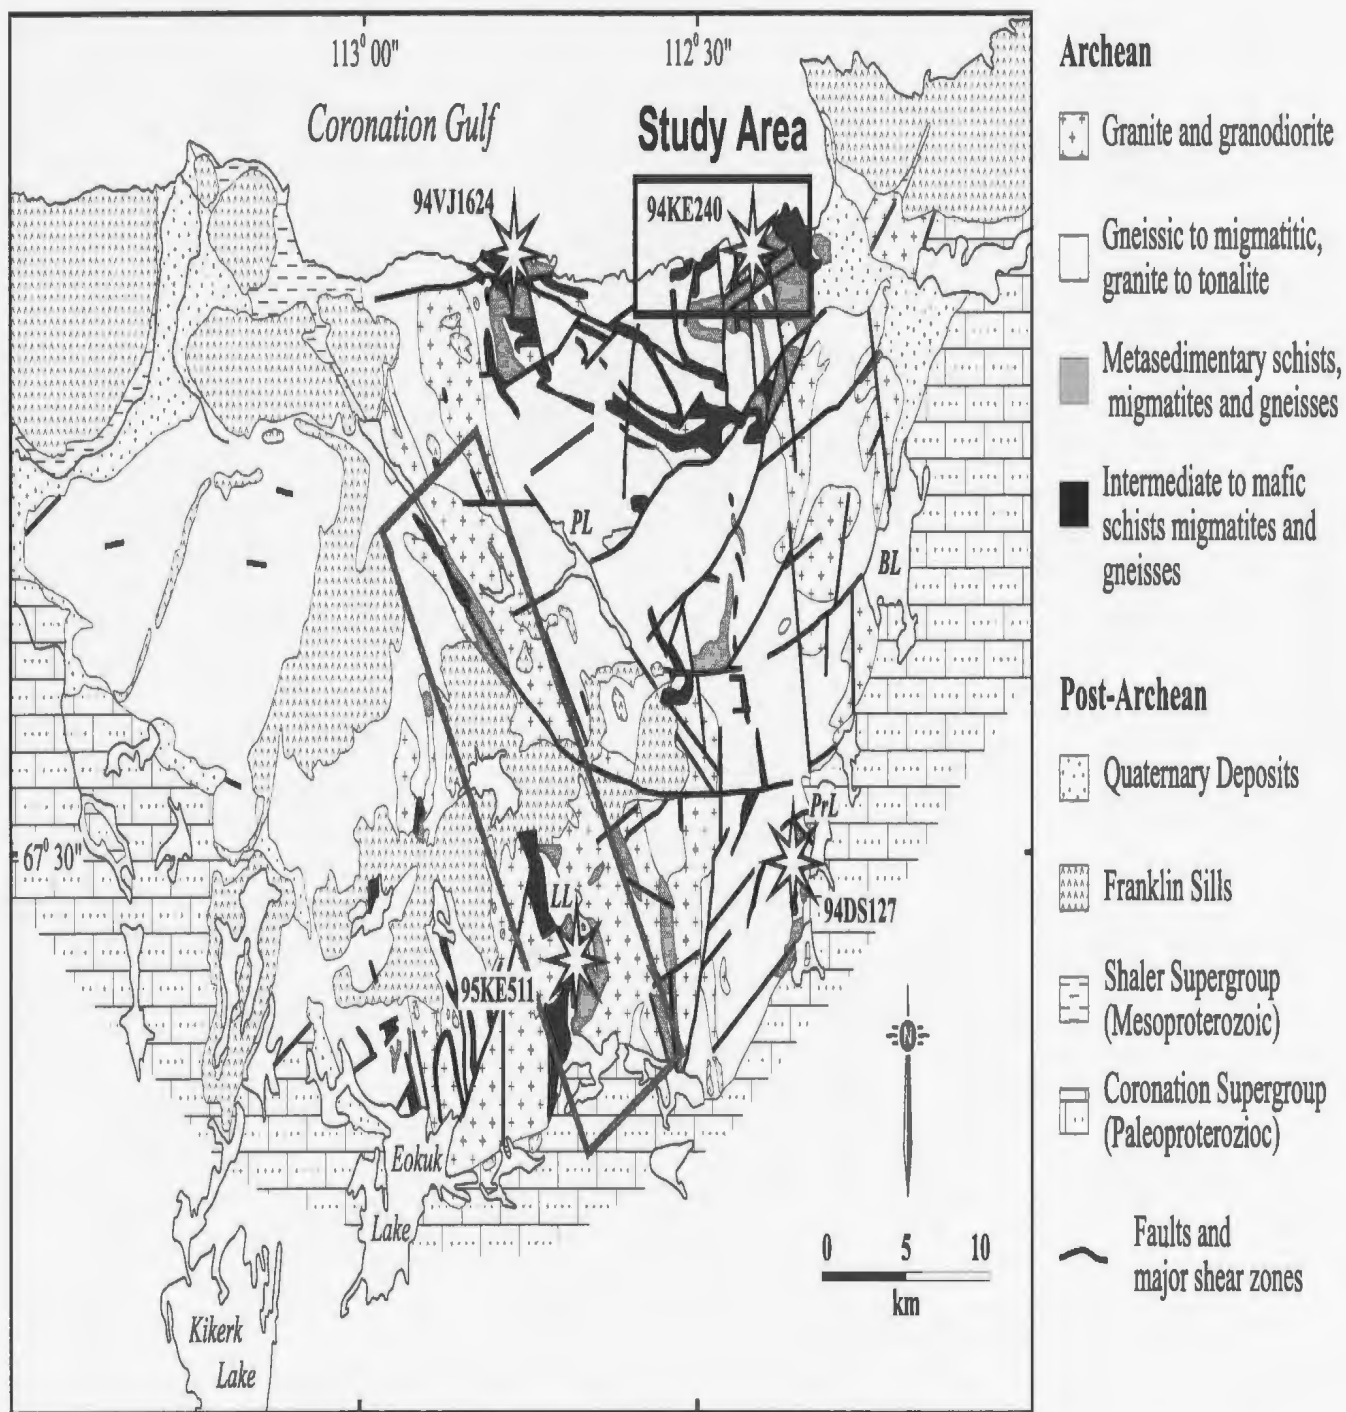 113⁰ 00"
112⁰ 30"
Coronation Gulf
Study Area
94VJ1624
94KE240
PL
BL
67⁰ 30"
PrL
LL
94DS127
95KE511
N
Eokuk
Lake
0 5 10
km
Kikerk
Lake
Archean
Granite and granodiorite
Gneissic to migmatitic,
granite to tonalite
Metasedimentary schists,
migmatites and gneisses
Intermediate to mafic
schists migmatites and
gneisses
Post-Archean
Quaternary Deposits
Franklin Sills
Shaler Supergroup
(Mesoproterozoic)
Coronation Supergroup
(Paleoproterozioc)
Faults and
major shear zones